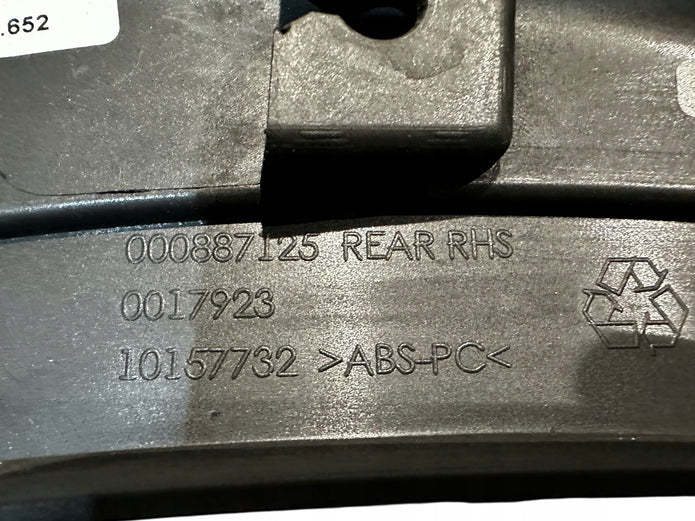 .652
000887125 REAR RHS
0017923
10157732 >ABS-PC<